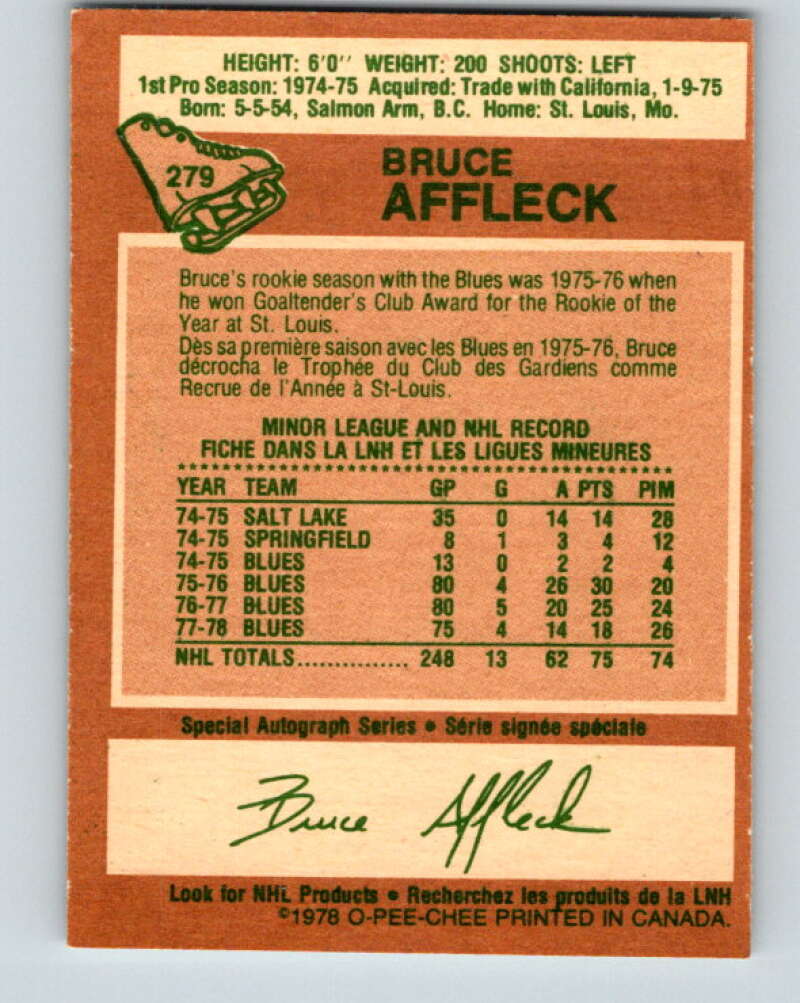 HEIGHT: 6'0'' WEIGHT: 200 SHOOTS: LEFT
1st Pro Season: 1974-75 Acquired: Trade with California, 1-9-75
Born: 5-5-54, Salmon Arm, B.C. Home: St. Louis, Mo.
279
BRUCE
AFFLECK
Bruce's rookie season with the Blues was 1975-76 when
he won Goaltender's Club Award for the Rookie of the
Year at St. Louis.
Dès sa première saison avec les Blues en 1975-76, Bruce
décrocha le Trophée du Club des Gardiens comme
Recrue de l'Année à St-Louis.
MINOR LEAGUE AND NHL RECORD
FICHE DANS LA LNH ET LES LIGUES MINEURES
YEAR TEAM GP G A PTS PIM
74-75 SALT LAKE 35 0 14 14 28
74-75 SPRINGFIELD 8 1 3 4 12
74-75 BLUES 13 0 2 2 4
75-76 BLUES 80 4 26 30 20
76-77 BLUES 80 5 20 25 24
77-78 BLUES 75 4 14 18 26
NHL TOTALS............... 248 13 62 75 74
Special Autograph Series • Série signée spéciale
Bruce Affleck
Look for NHL Products • Recherchez les produits de la LNH
©1978 O-PEE-CHEE PRINTED IN CANADA.